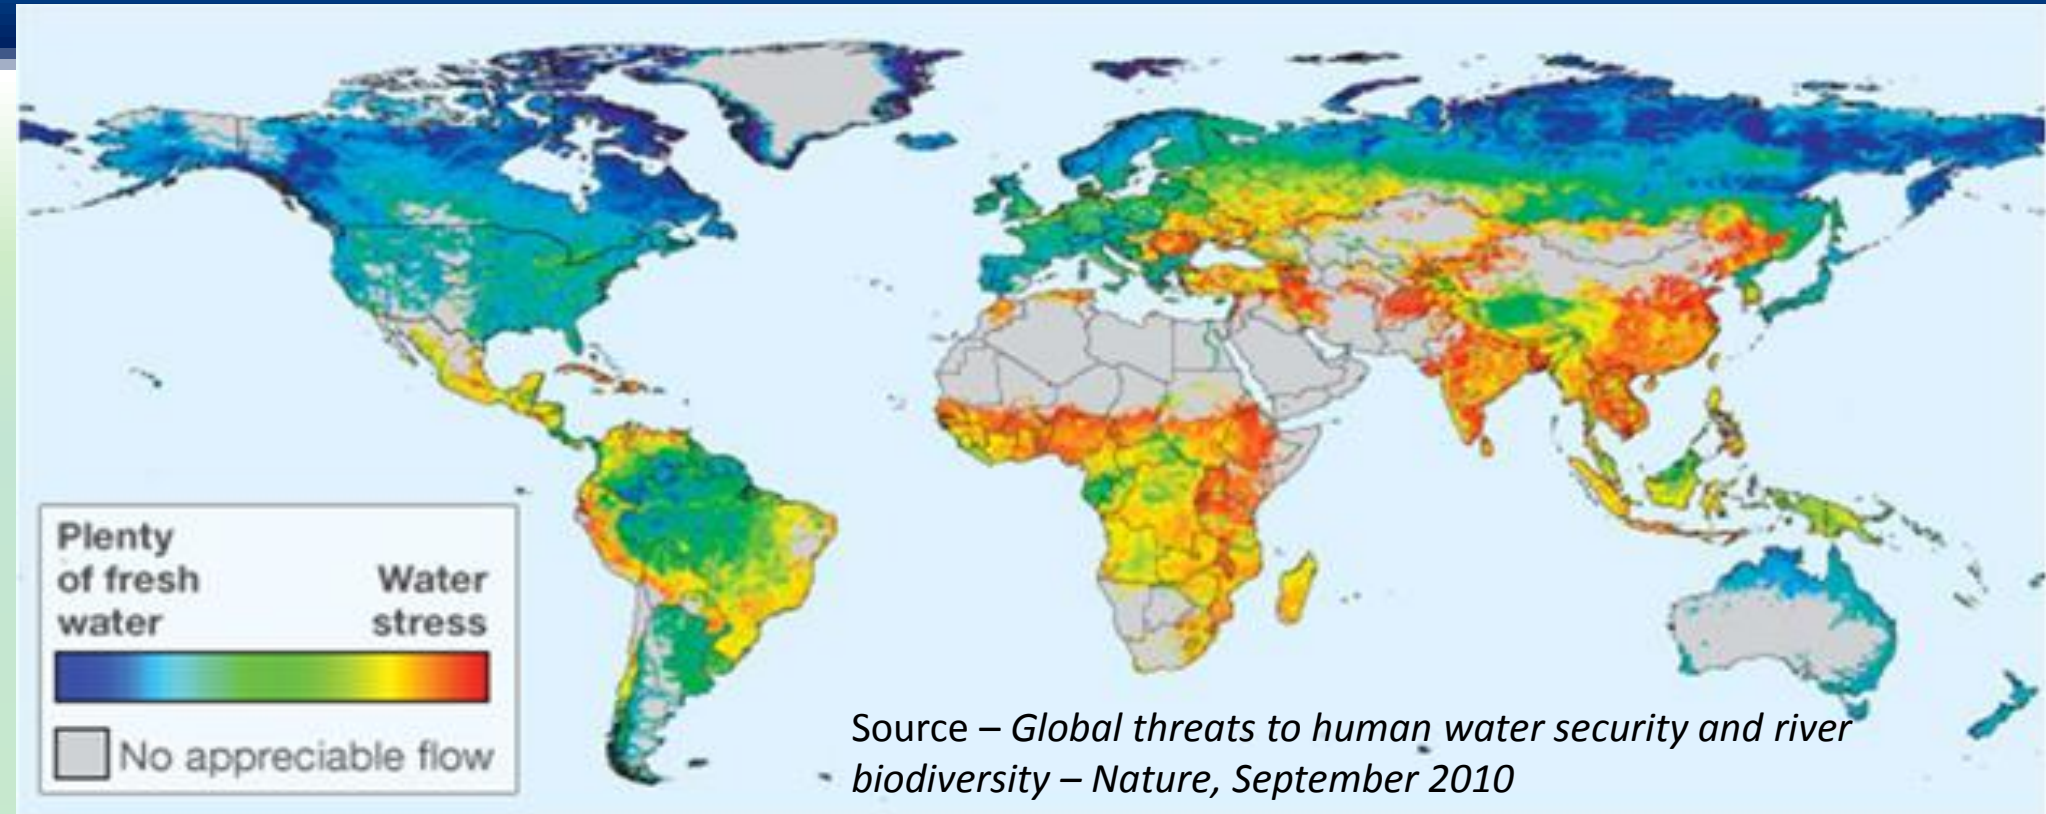 Plenty
of fresh
water
Water
stress
No appreciable flow
Source – Global threats to human water security and river
biodiversity – Nature, September 2010